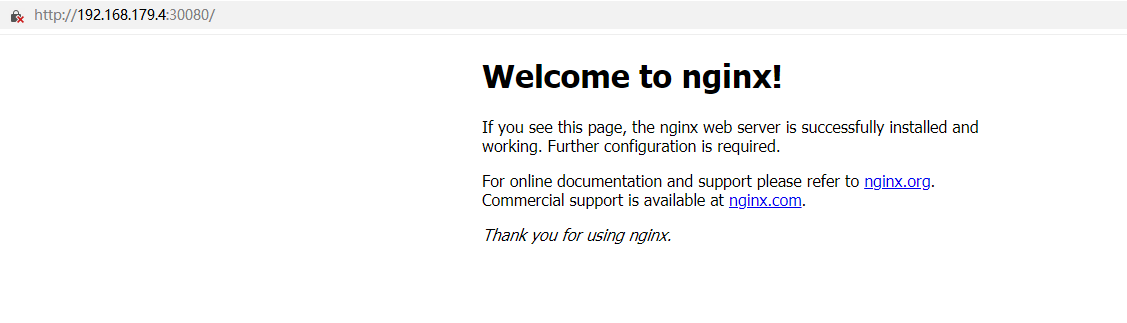 http://192.168.179.4:30080/
Welcome to nginx!
If you see this page, the nginx web server is successfully installed and
working. Further configuration is required.
For online documentation and support please refer to nginx.org.
Commercial support is available at nginx.com.
Thank you for using nginx.